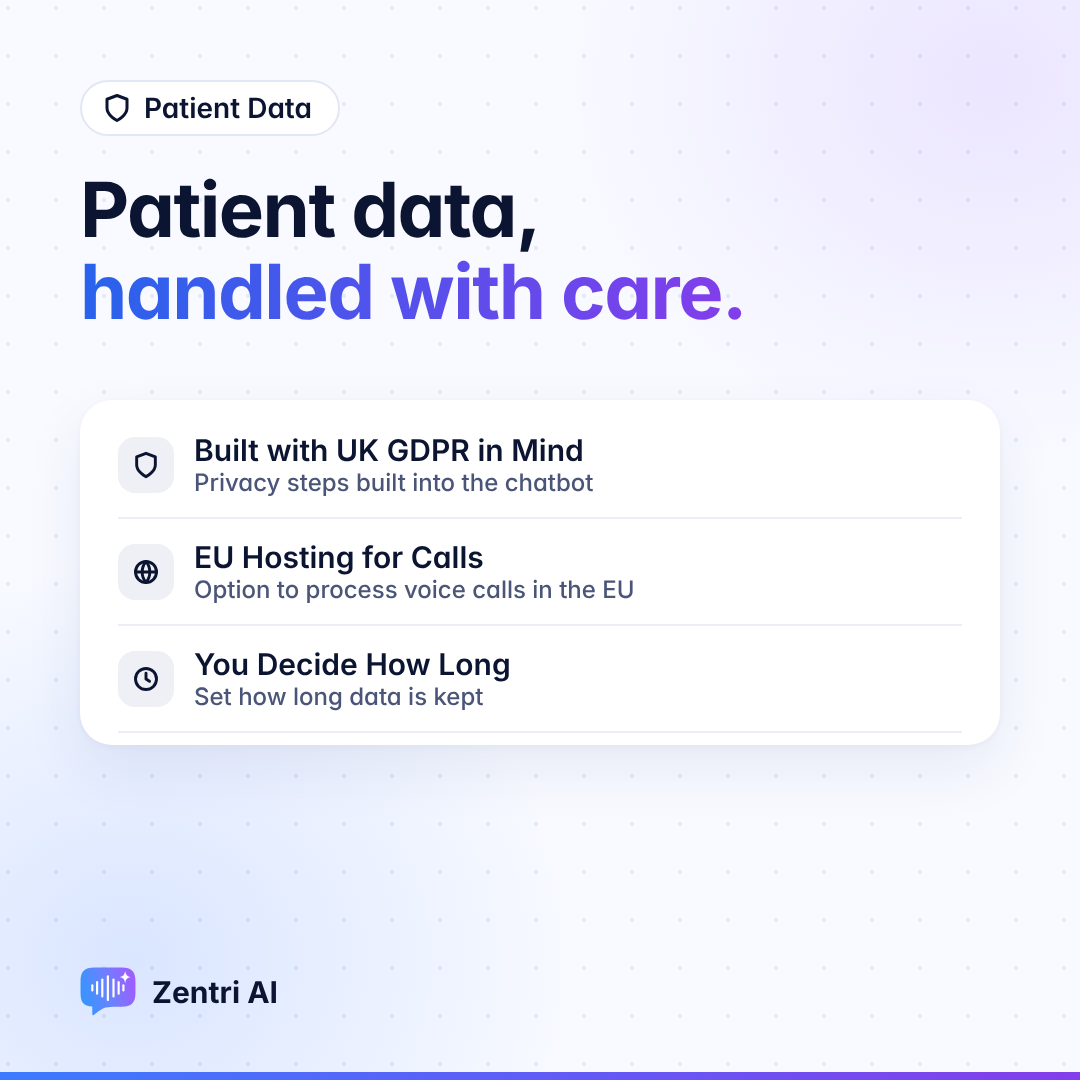 Patient Data
Patient data,
handled with care.
Built with UK GDPR in Mind
Privacy steps built into the chatbot
EU Hosting for Calls
Option to process voice calls in the EU
You Decide How Long
Set how long data is kept
Zentri AI